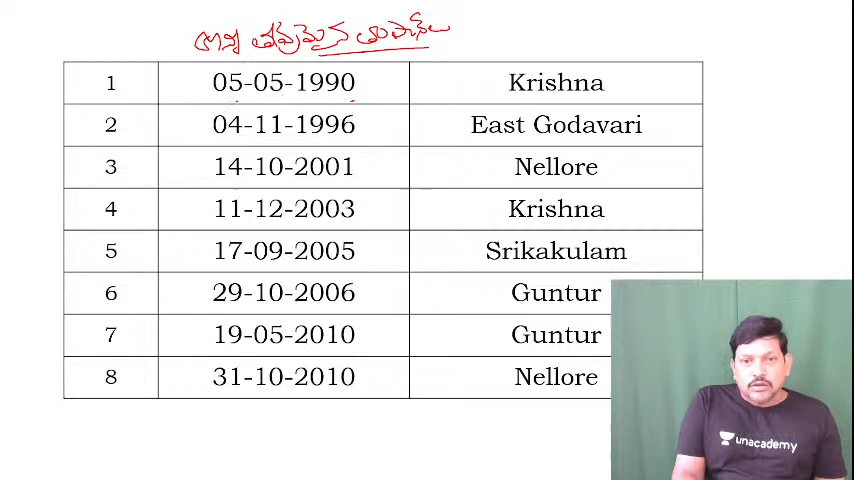 అతి తీవ్రమైన తుపాన్‌లు
1 05-05-1990 Krishna
2 04-11-1996 East Godavari
3 14-10-2001 Nellore
4 11-12-2003 Krishna
5 17-09-2005 Srikakulam
6 29-10-2006 Guntur
7 19-05-2010 Guntur
8 31-10-2010 Nellore
unacademy